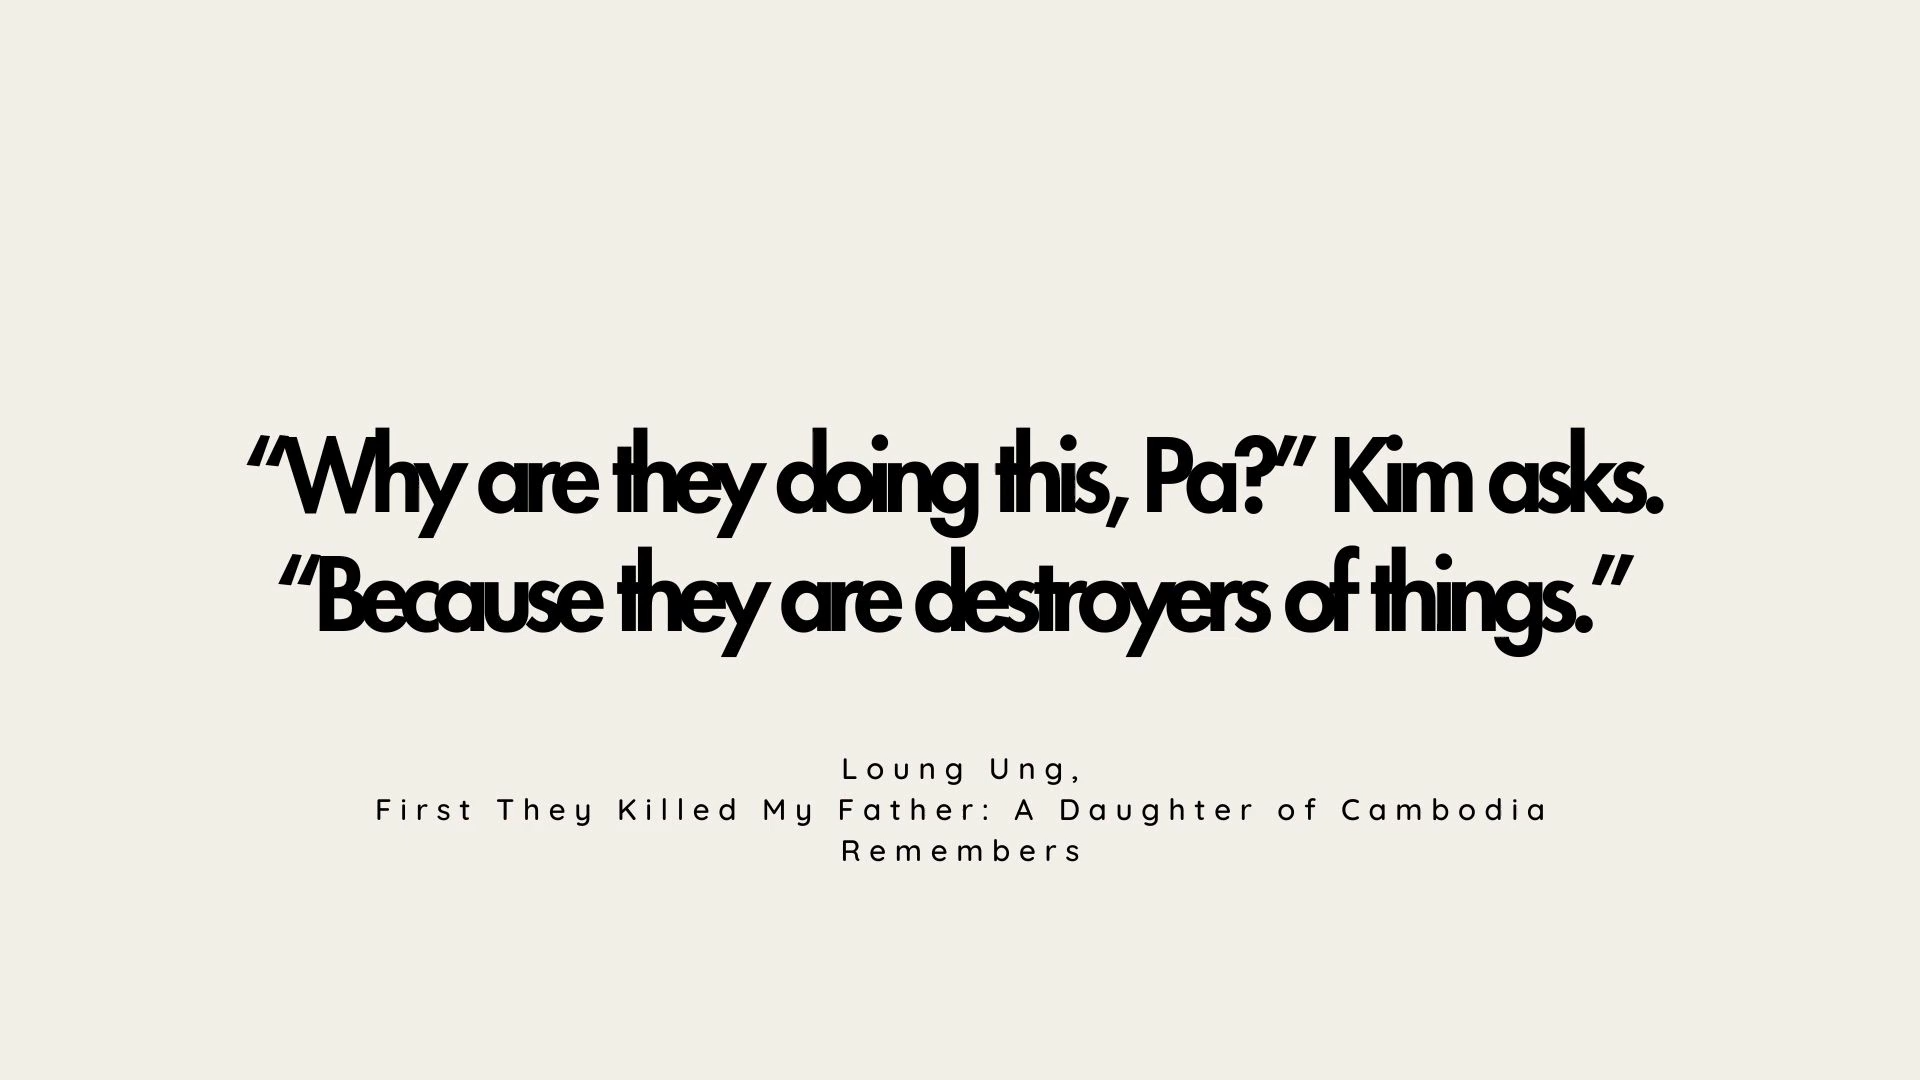 “Why are they doing this, Pa?” Kim asks.
“Because they are destroyers of things.”
Loung Ung,
First They Killed My Father: A Daughter of Cambodia
Remembers